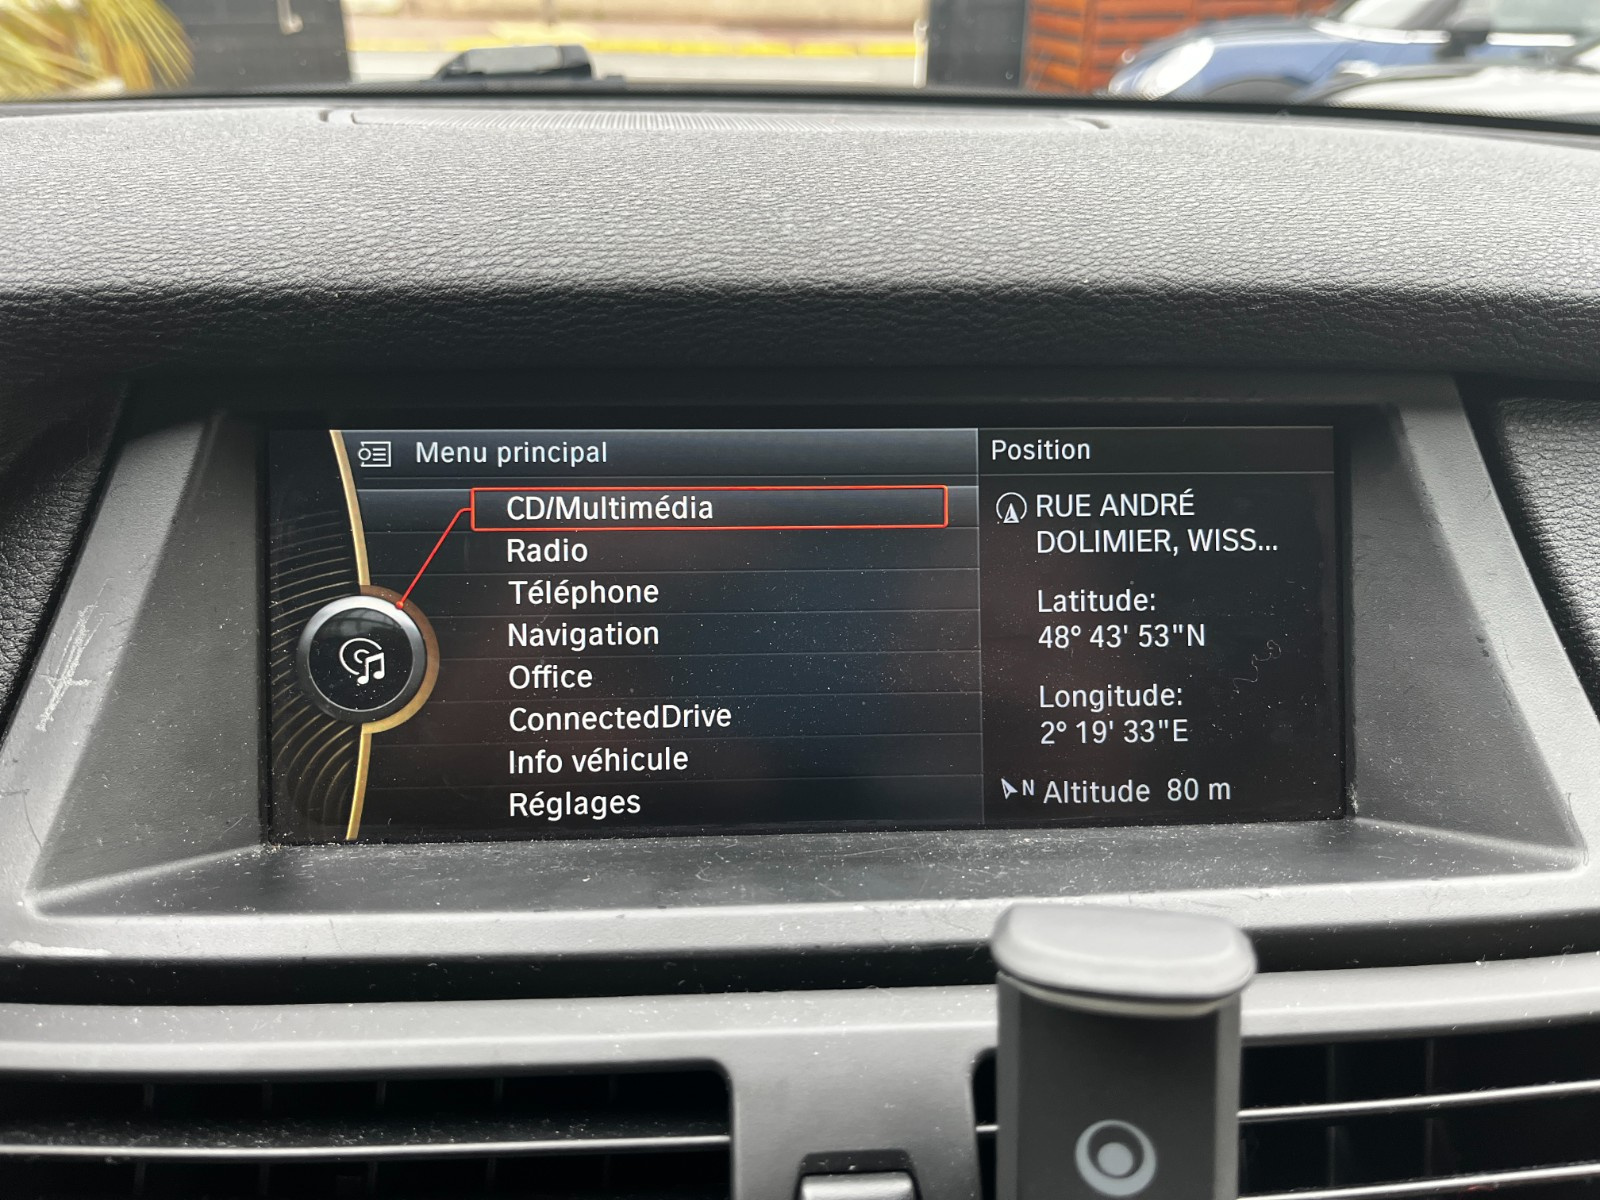 Menu principal
CD/Multimédia
Radio
Téléphone
Navigation
Office
ConnectedDrive
Info véhicule
Réglages
Position
RUE ANDRÉ
DOLIMIER, WISS...
Latitude:
48° 43' 53"N
Longitude:
2° 19' 33"E
N Altitude 80 m